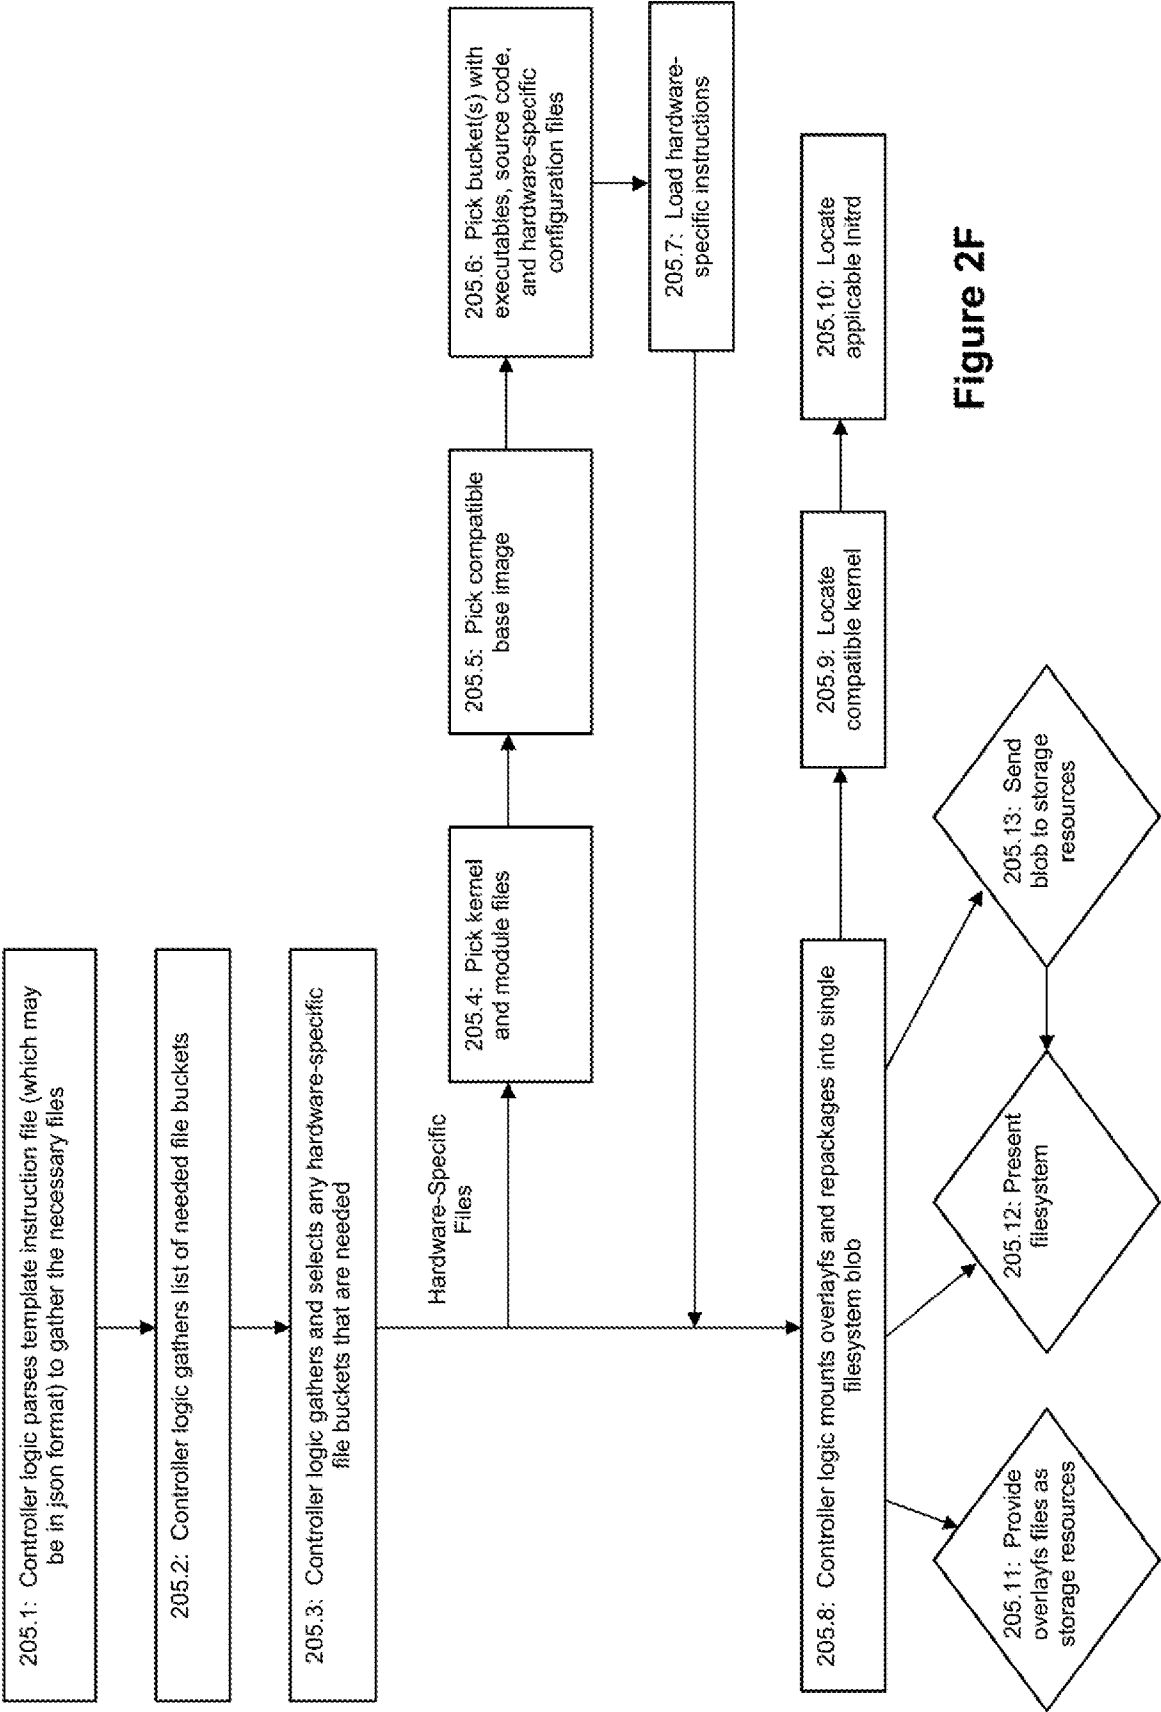 205.1: Controller logic parses template instruction file (which may
be in json format) to gather the necessary files
205.2: Controller logic gathers list of needed file buckets
205.3: Controller logic gathers and selects any hardware-specific
file buckets that are needed
Hardware-Specific
Files
205.4: Pick kernel
and module files
205.5: Pick compatible
base image
205.6: Pick bucket(s) with
executables, source code,
and hardware-specific
configuration files
205.7: Load hardware-
specific instructions
205.8: Controller logic mounts overlayfs and repackages into single
filesystem blob
205.9: Locate
compatible kernel
205.10: Locate
applicable Initrd
205.11: Provide
overlayfs files as
storage resources
205.12: Present
filesystem
205.13: Send
blob to storage
resources
Figure 2F